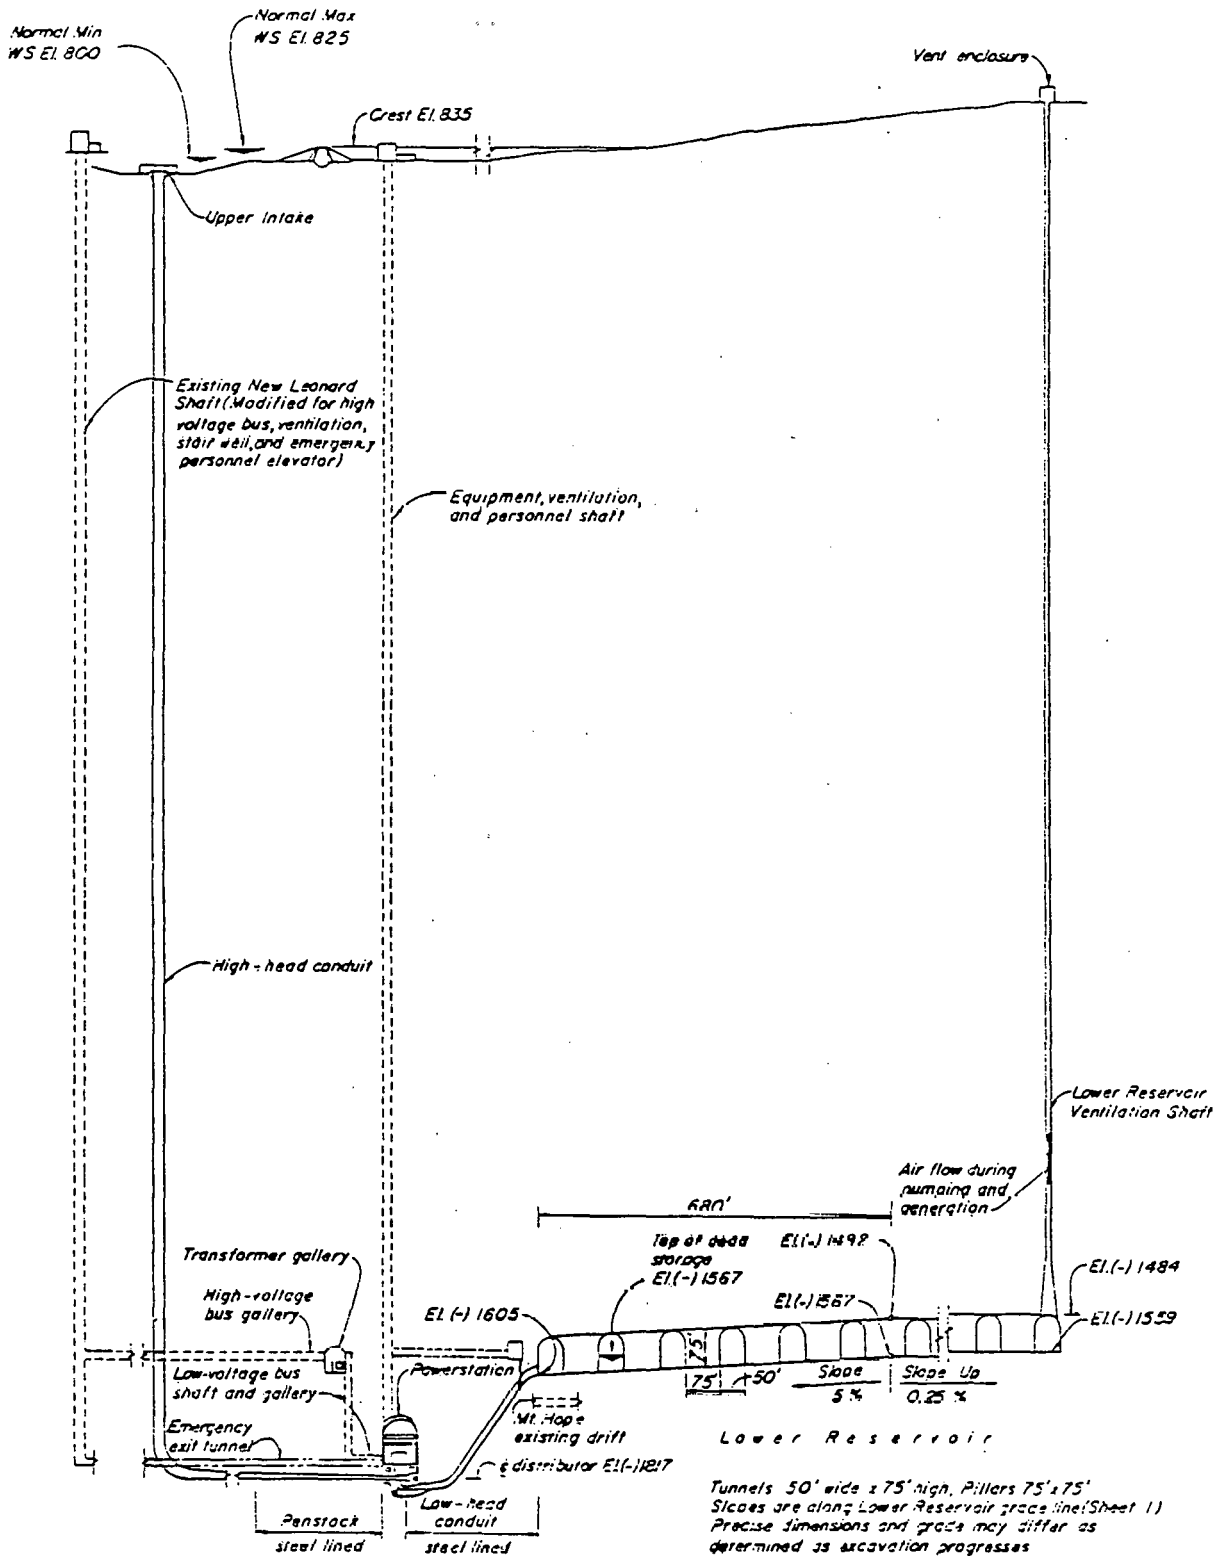 Normal Max
WS El. 825
Normal Min
WS El. 800
Vent enclosure
Crest El. 835
Upper Intake
Existing New Leonard
Shaft (Modified for high
voltage bus, ventilation,
stair well, and emergency
personnel elevator)
Equipment, ventilation,
and personnel shaft
High-head conduit
Lower Reservoir
Ventilation Shaft
Air flow during
pumping and
generation
680'
Top of dead
storage
El.(-) 1567
El.(-) 1492
Transformer gallery
El.(-) 1484
High-voltage
bus gallery
El.(-) 1605
El.(-) 1567
El.(-) 1559
75'
Low-voltage bus
shaft and gallery
Powerstation
75'
50'
Slope
5 %
Slope Up
0.25 %
Emergency
exit tunnel
Mt. Hope
existing drift
Lower Reservoir
¢ distributor El.(-) 1817
Penstock
steel lined
Low-head
conduit
steel lined
Tunnels 50' wide x 75' high, Pillars 75' x 75'
Slopes are along Lower Reservoir grade line (Sheet 1)
Precise dimensions and grade may differ as
determined as excavation progresses